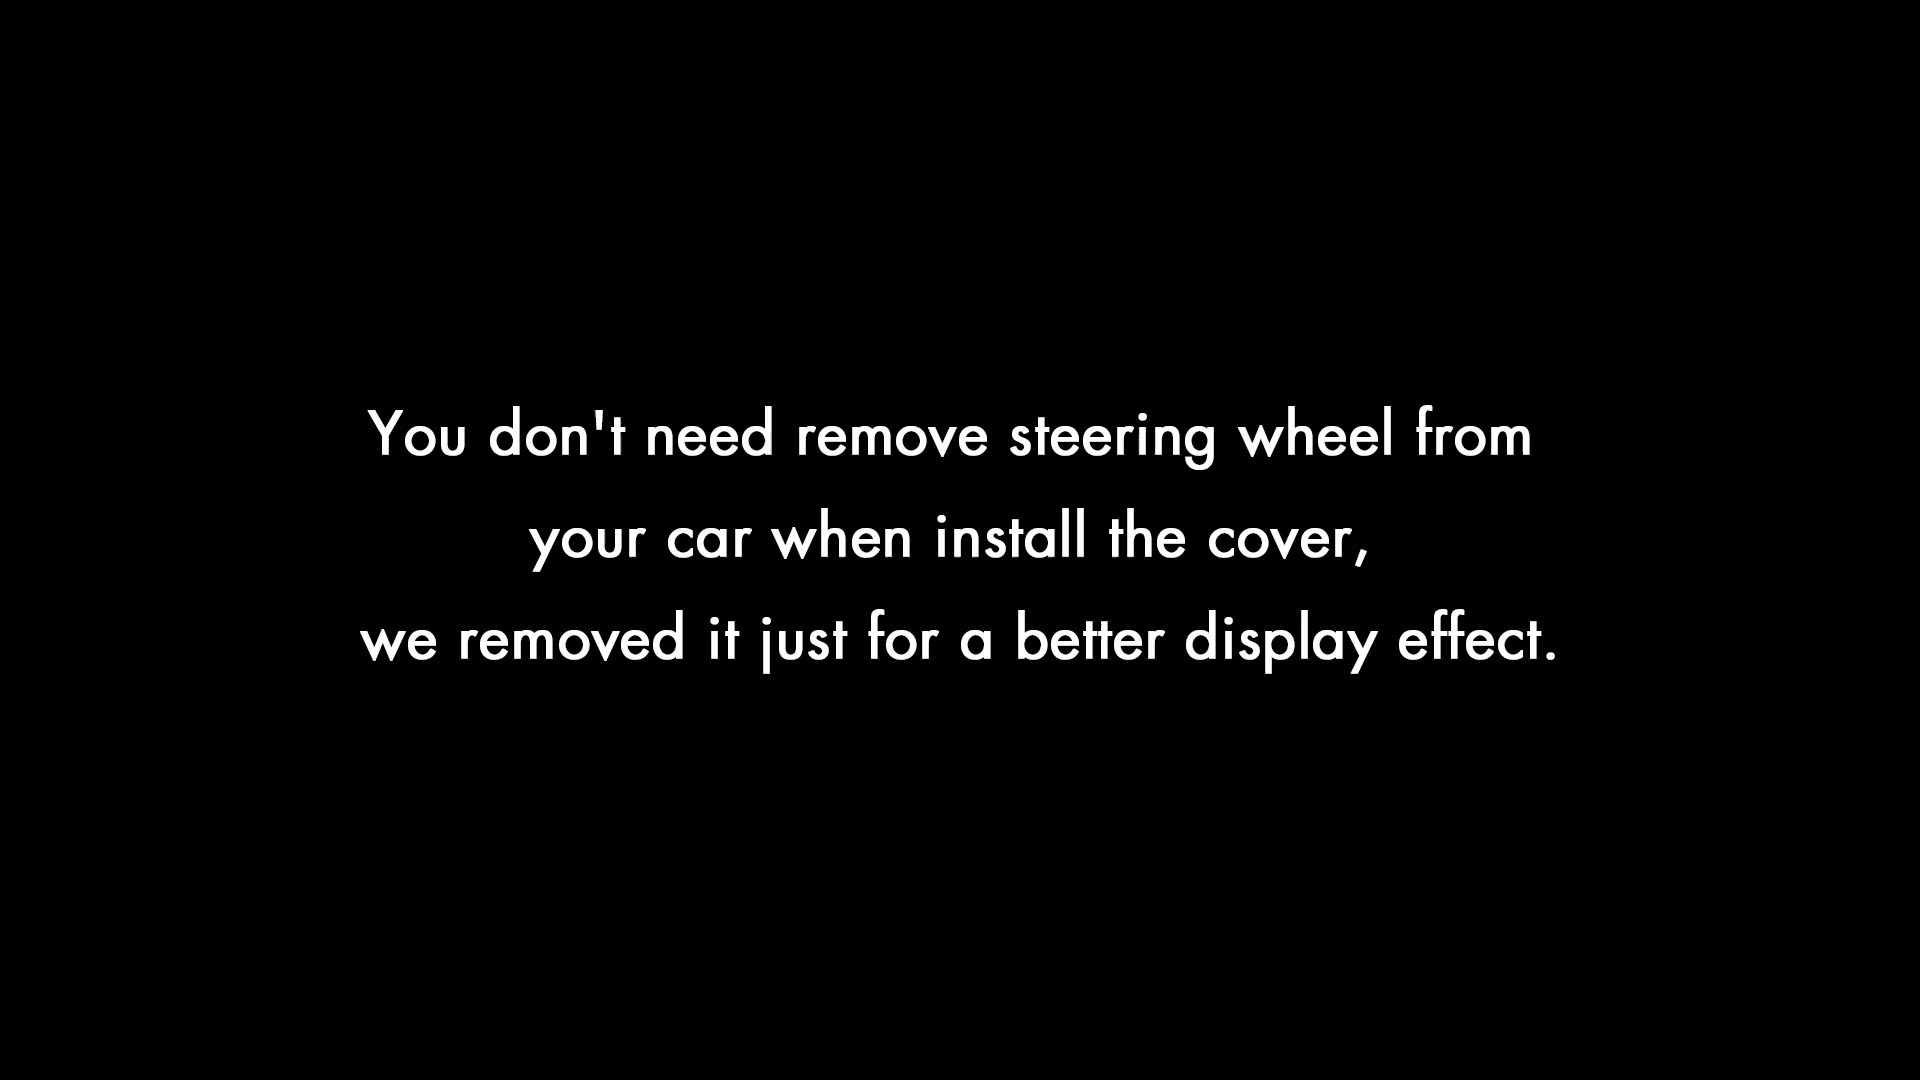 You don't need remove steering wheel from
your car when install the cover,
we removed it just for a better display effect.